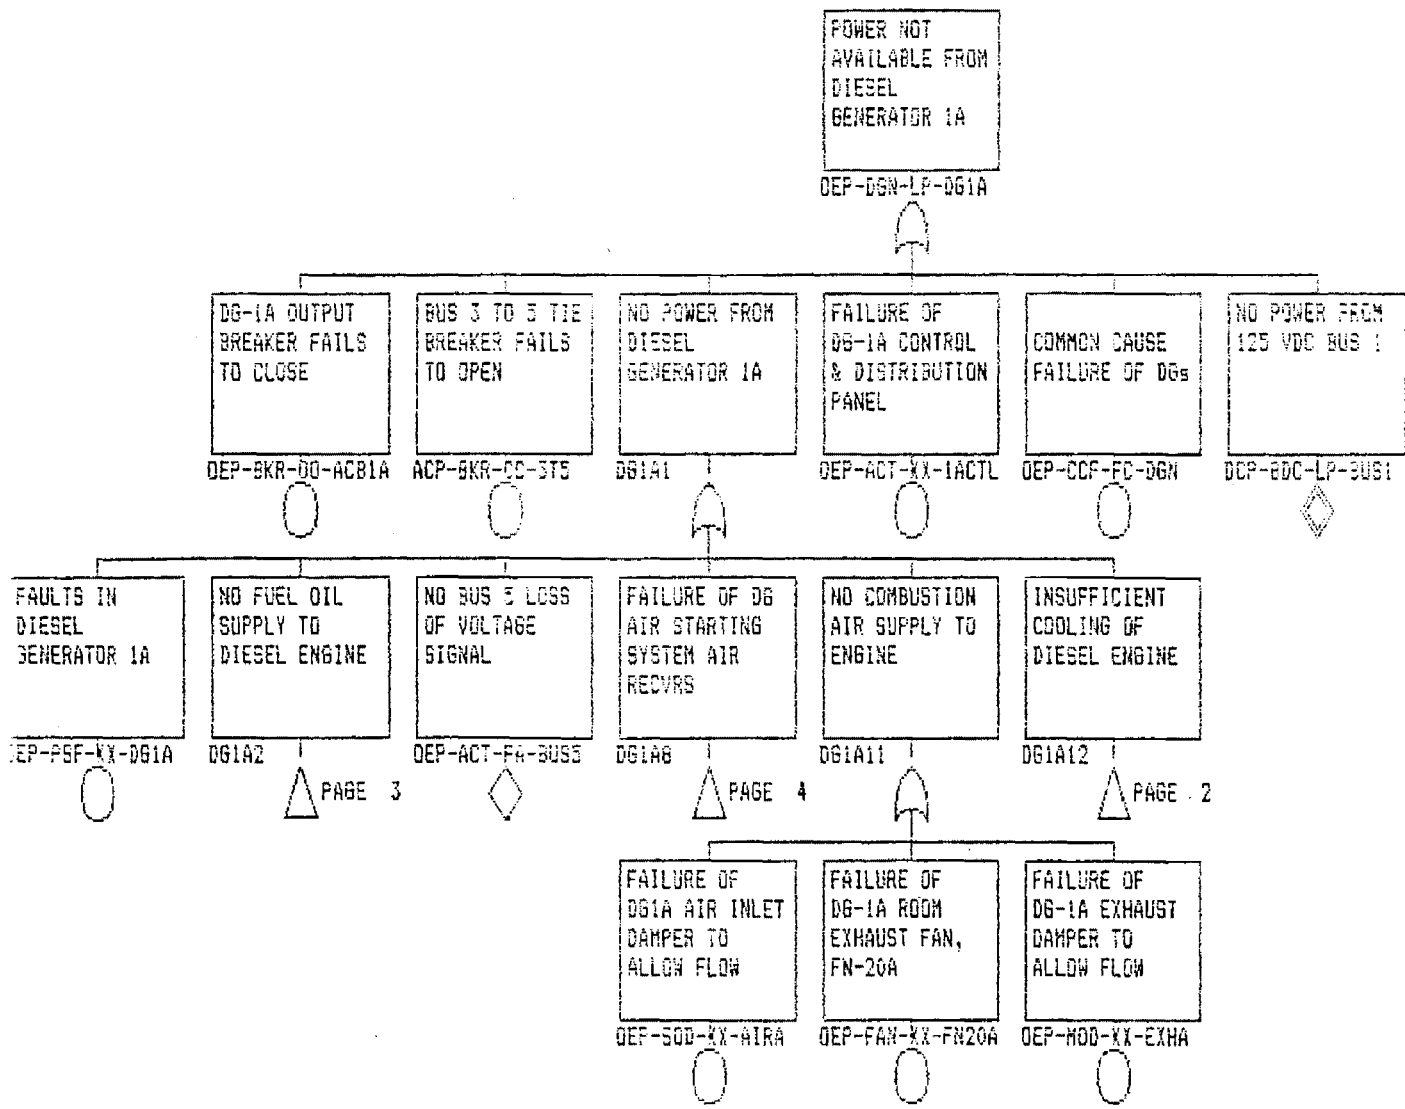 POWER NOT
AVAILABLE FROM
DIESEL
GENERATOR 1A
OEP-DGN-LP-DG1A
DG-1A OUTPUT
BREAKER FAILS
TO CLOSE
OEP-BKR-OO-ACB1A
BUS 3 TO 5 TIE
BREAKER FAILS
TO OPEN
ACP-BKR-CC-3T5
NO POWER FROM
DIESEL
GENERATOR 1A
DG1A1
FAILURE OF
DG-1A CONTROL
& DISTRIBUTION
PANEL
OEP-ACT-KX-1ACTL
COMMON CAUSE
FAILURE OF DGs
OEP-CCF-FC-DGN
NO POWER FROM
125 VDC BUS 1
DCP-BDC-LP-BUS1
FAULTS IN
DIESEL
GENERATOR 1A
OEP-PSF-KX-DG1A
NO FUEL OIL
SUPPLY TO
DIESEL ENGINE
DG1A2
PAGE 3
NO BUS 5 LOSS
OF VOLTAGE
SIGNAL
OEP-ACT-FA-BUS5
FAILURE OF DG
AIR STARTING
SYSTEM AIR
RECVRS
DG1A8
PAGE 4
NO COMBUSTION
AIR SUPPLY TO
ENGINE
DG1A11
INSUFFICIENT
COOLING OF
DIESEL ENGINE
DG1A12
PAGE 2
FAILURE OF
DG1A AIR INLET
DAMPER TO
ALLOW FLOW
OEP-SOD-KX-AIRA
FAILURE OF
DG-1A ROOM
EXHAUST FAN,
FN-20A
OEP-FAN-KX-FN20A
FAILURE OF
DG-1A EXHAUST
DAMPER TO
ALLOW FLOW
OEP-MOD-KX-EXHA